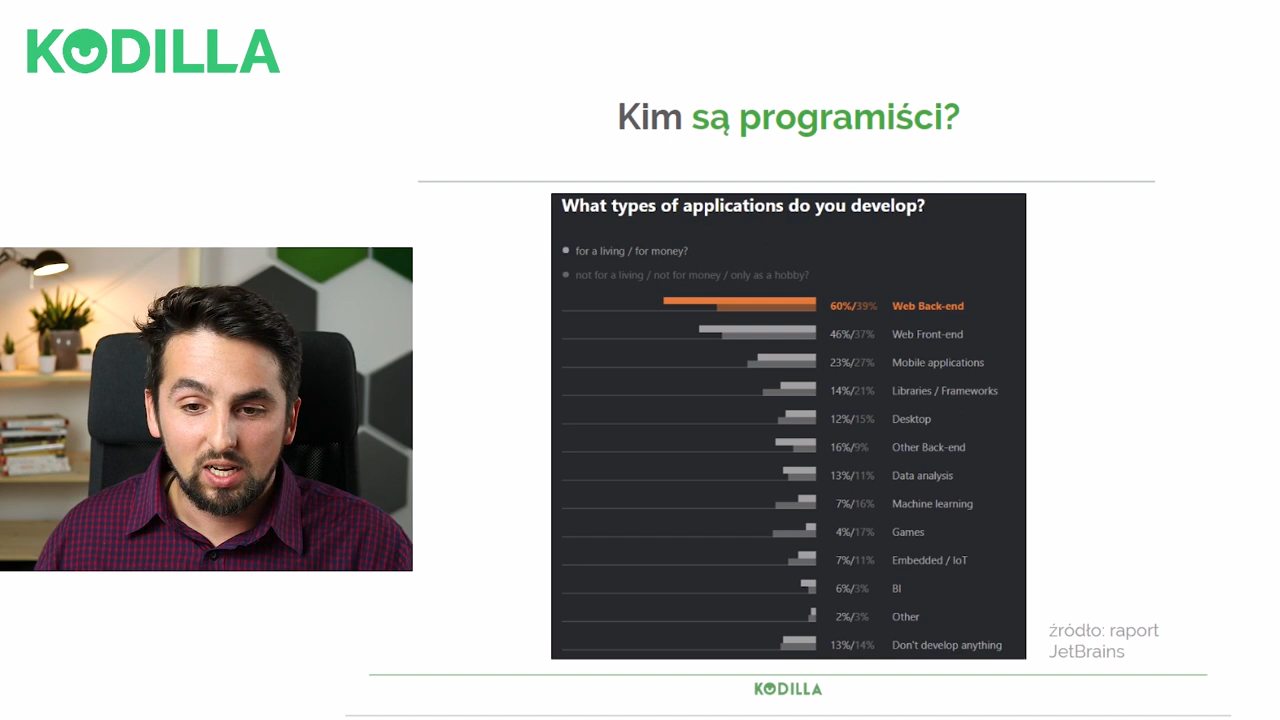 KODILLA
Kim są programiści?
What types of applications do you develop?
for a living / for money?
not for a living / not for money / only as a hobby?
60%/39% Web Back-end
46%/37% Web Front-end
23%/27% Mobile applications
14%/21% Libraries / Frameworks
12%/15% Desktop
16%/9% Other Back-end
13%/11% Data analysis
7%/16% Machine learning
4%/17% Games
7%/11% Embedded / IoT
6%/3% BI
2%/3% Other
13%/14% Don't develop anything
źródło: raport
JetBrains
KODILLA